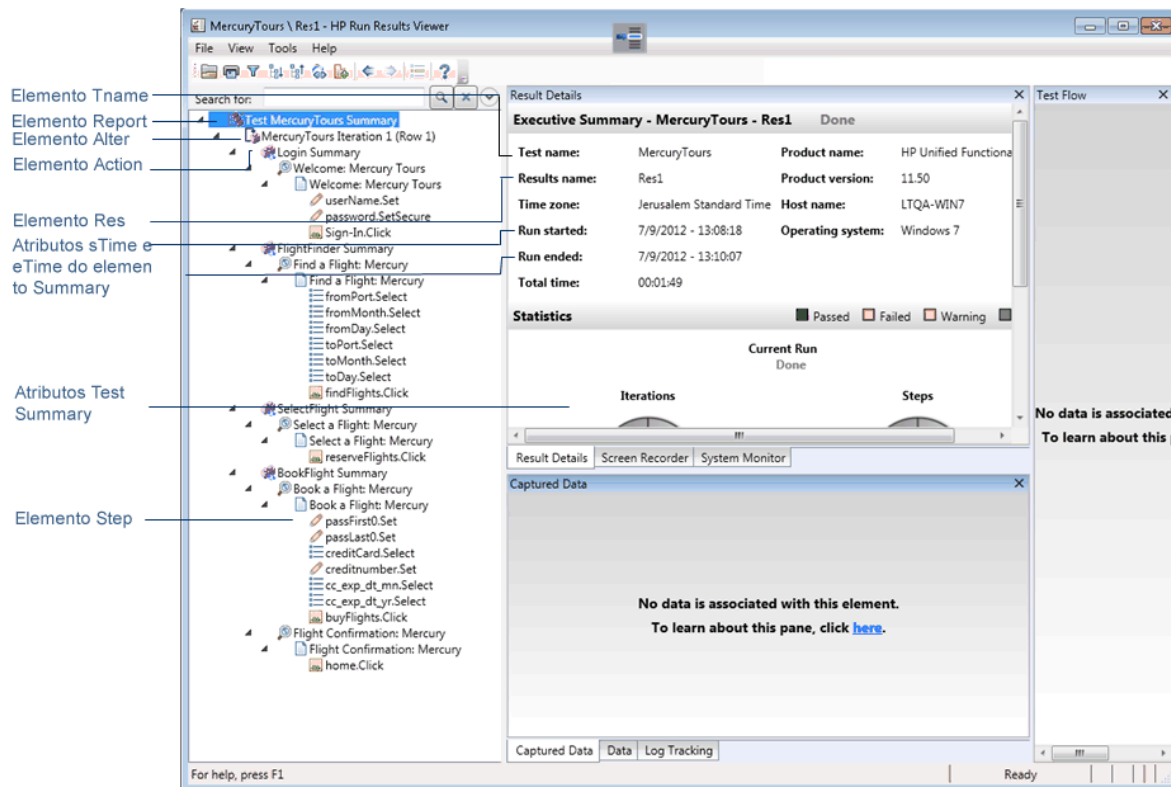 MercuryTours \ Res1 - HP Run Results Viewer
File View Tools Help
Search for:
Elemento Tname
Elemento Report
Elemento Alter
Elemento Action
Elemento Res
Atributos sTime e
eTime do elemen
to Summary
Atributos Test
Summary
Elemento Step
Test MercuryTours Summary
MercuryTours Iteration 1 (Row 1)
Login Summary
Welcome: Mercury Tours
Welcome: Mercury Tours
userName.Set
password.SetSecure
Sign-In.Click
FlightFinder Summary
Find a Flight: Mercury
Find a Flight: Mercury
fromPort.Select
fromMonth.Select
fromDay.Select
toPort.Select
toMonth.Select
toDay.Select
findFlights.Click
SelectFlight Summary
Select a Flight: Mercury
Select a Flight: Mercury
reserveFlights.Click
BookFlight Summary
Book a Flight: Mercury
Book a Flight: Mercury
passFirst0.Set
passLast0.Set
creditCard.Select
creditnumber.Set
cc_exp_dt_mn.Select
cc_exp_dt_yr.Select
buyFlights.Click
Flight Confirmation: Mercury
Flight Confirmation: Mercury
home.Click
Result Details
Executive Summary - MercuryTours - Res1 Done
Test name: MercuryTours Product name: HP Unified Functiona
Results name: Res1 Product version: 11.50
Time zone: Jerusalem Standard Time Host name: LTQA-WIN7
Run started: 7/9/2012 - 13:08:18 Operating system: Windows 7
Run ended: 7/9/2012 - 13:10:07
Total time: 00:01:49
Statistics Passed Failed Warning
Current Run
Done
Iterations Steps
Result Details Screen Recorder System Monitor
Captured Data
No data is associated with this element.
To learn about this pane, click here.
Captured Data Data Log Tracking
Test Flow
No data is associated
To learn about this
For help, press F1
Ready